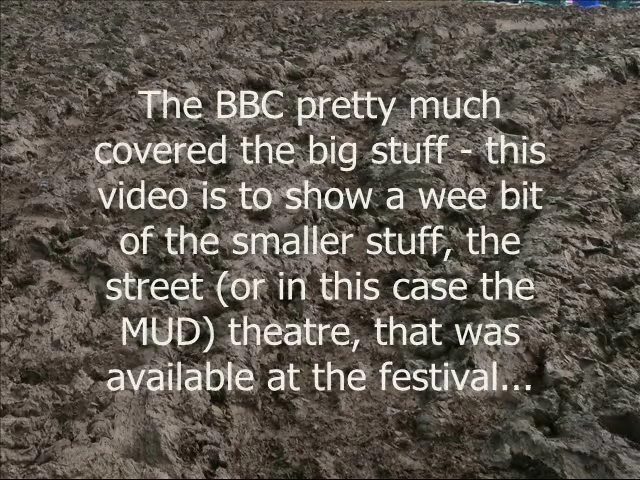 The BBC pretty much
covered the big stuff - this
video is to show a wee bit
of the smaller stuff, the
street (or in this case the
MUD) theatre, that was
available at the festival...